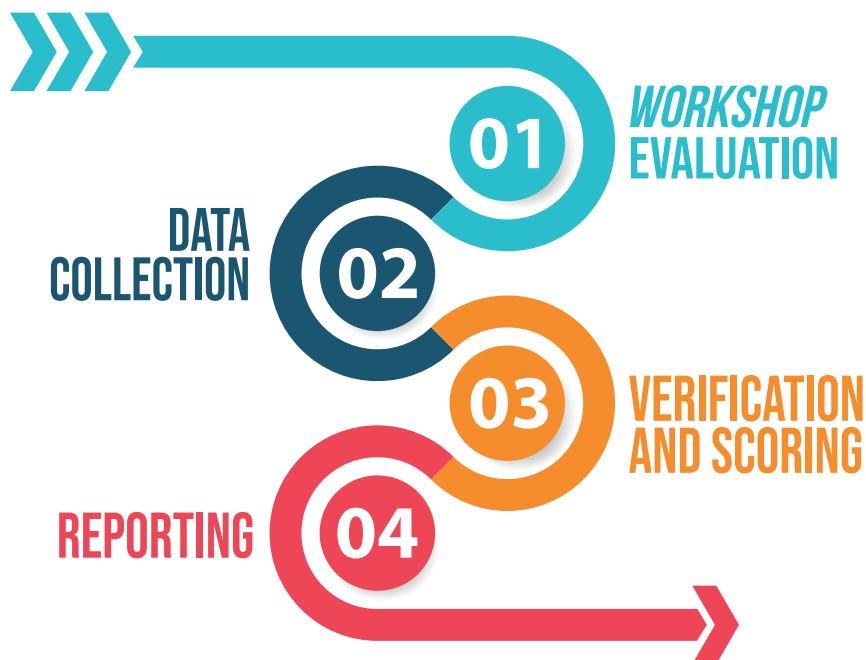 01
WORKSHOP
EVALUATION
DATA
COLLECTION
02
03
VERIFICATION
AND SCORING
REPORTING
04